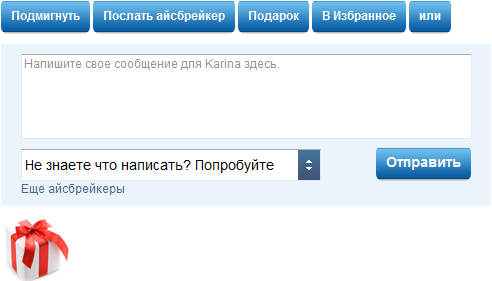 Подмигнуть Послать айсбрейкер Подарок В Избранное или
Напишите свое сообщение для Karina здесь.
Не знаете что написать? Попробуйте Отправить
Еще айсбрейкеры